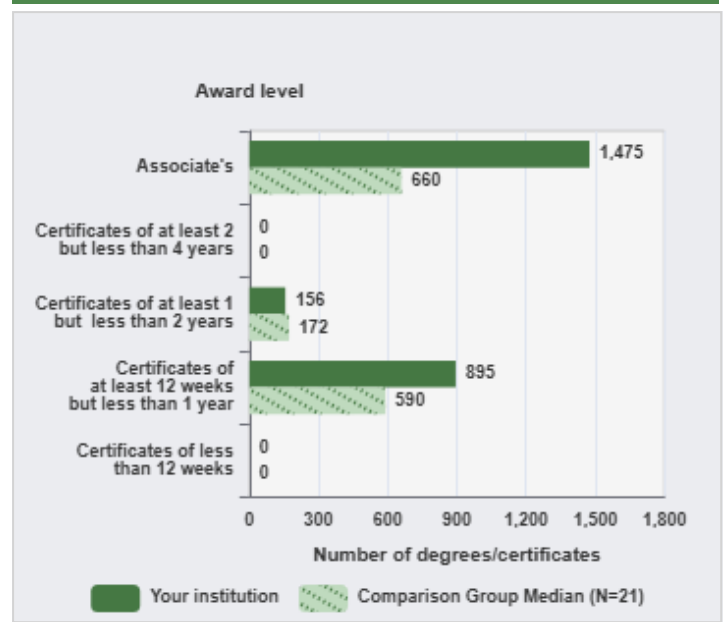 Award level
Associate's
1,475
660
Certificates of at least 2
but less than 4 years
0
0
Certificates of at least 1
but less than 2 years
156
172
Certificates of
at least 12 weeks
but less than 1 year
895
590
Certificates of less
than 12 weeks
0
0
0 300 600 900 1,200 1,500 1,800
Number of degrees/certificates
Your institution
Comparison Group Median (N=21)